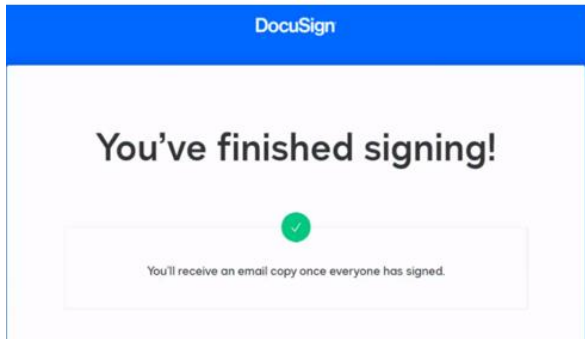 DocuSign
You've finished signing!
You'll receive an email copy once everyone has signed.